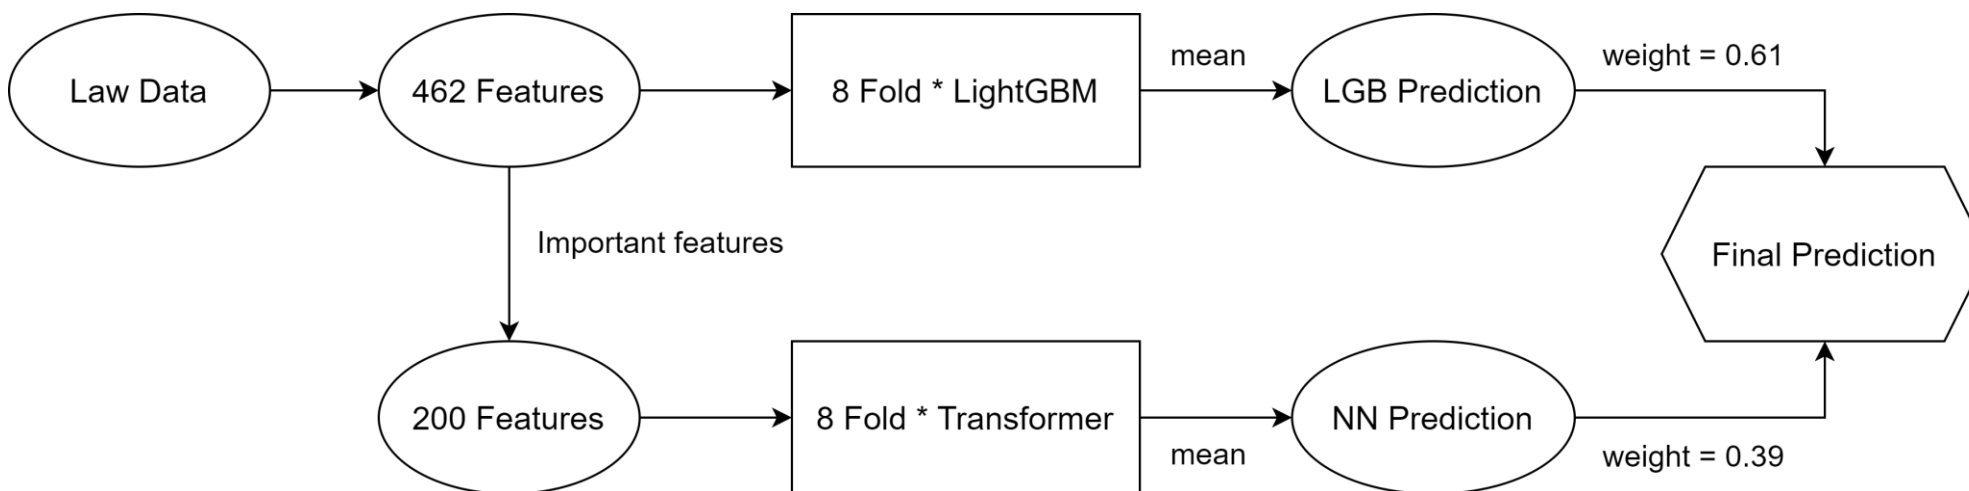 Law Data
462 Features
8 Fold * LightGBM
mean
LGB Prediction
weight = 0.61
Important features
Final Prediction
200 Features
8 Fold * Transformer
mean
NN Prediction
weight = 0.39